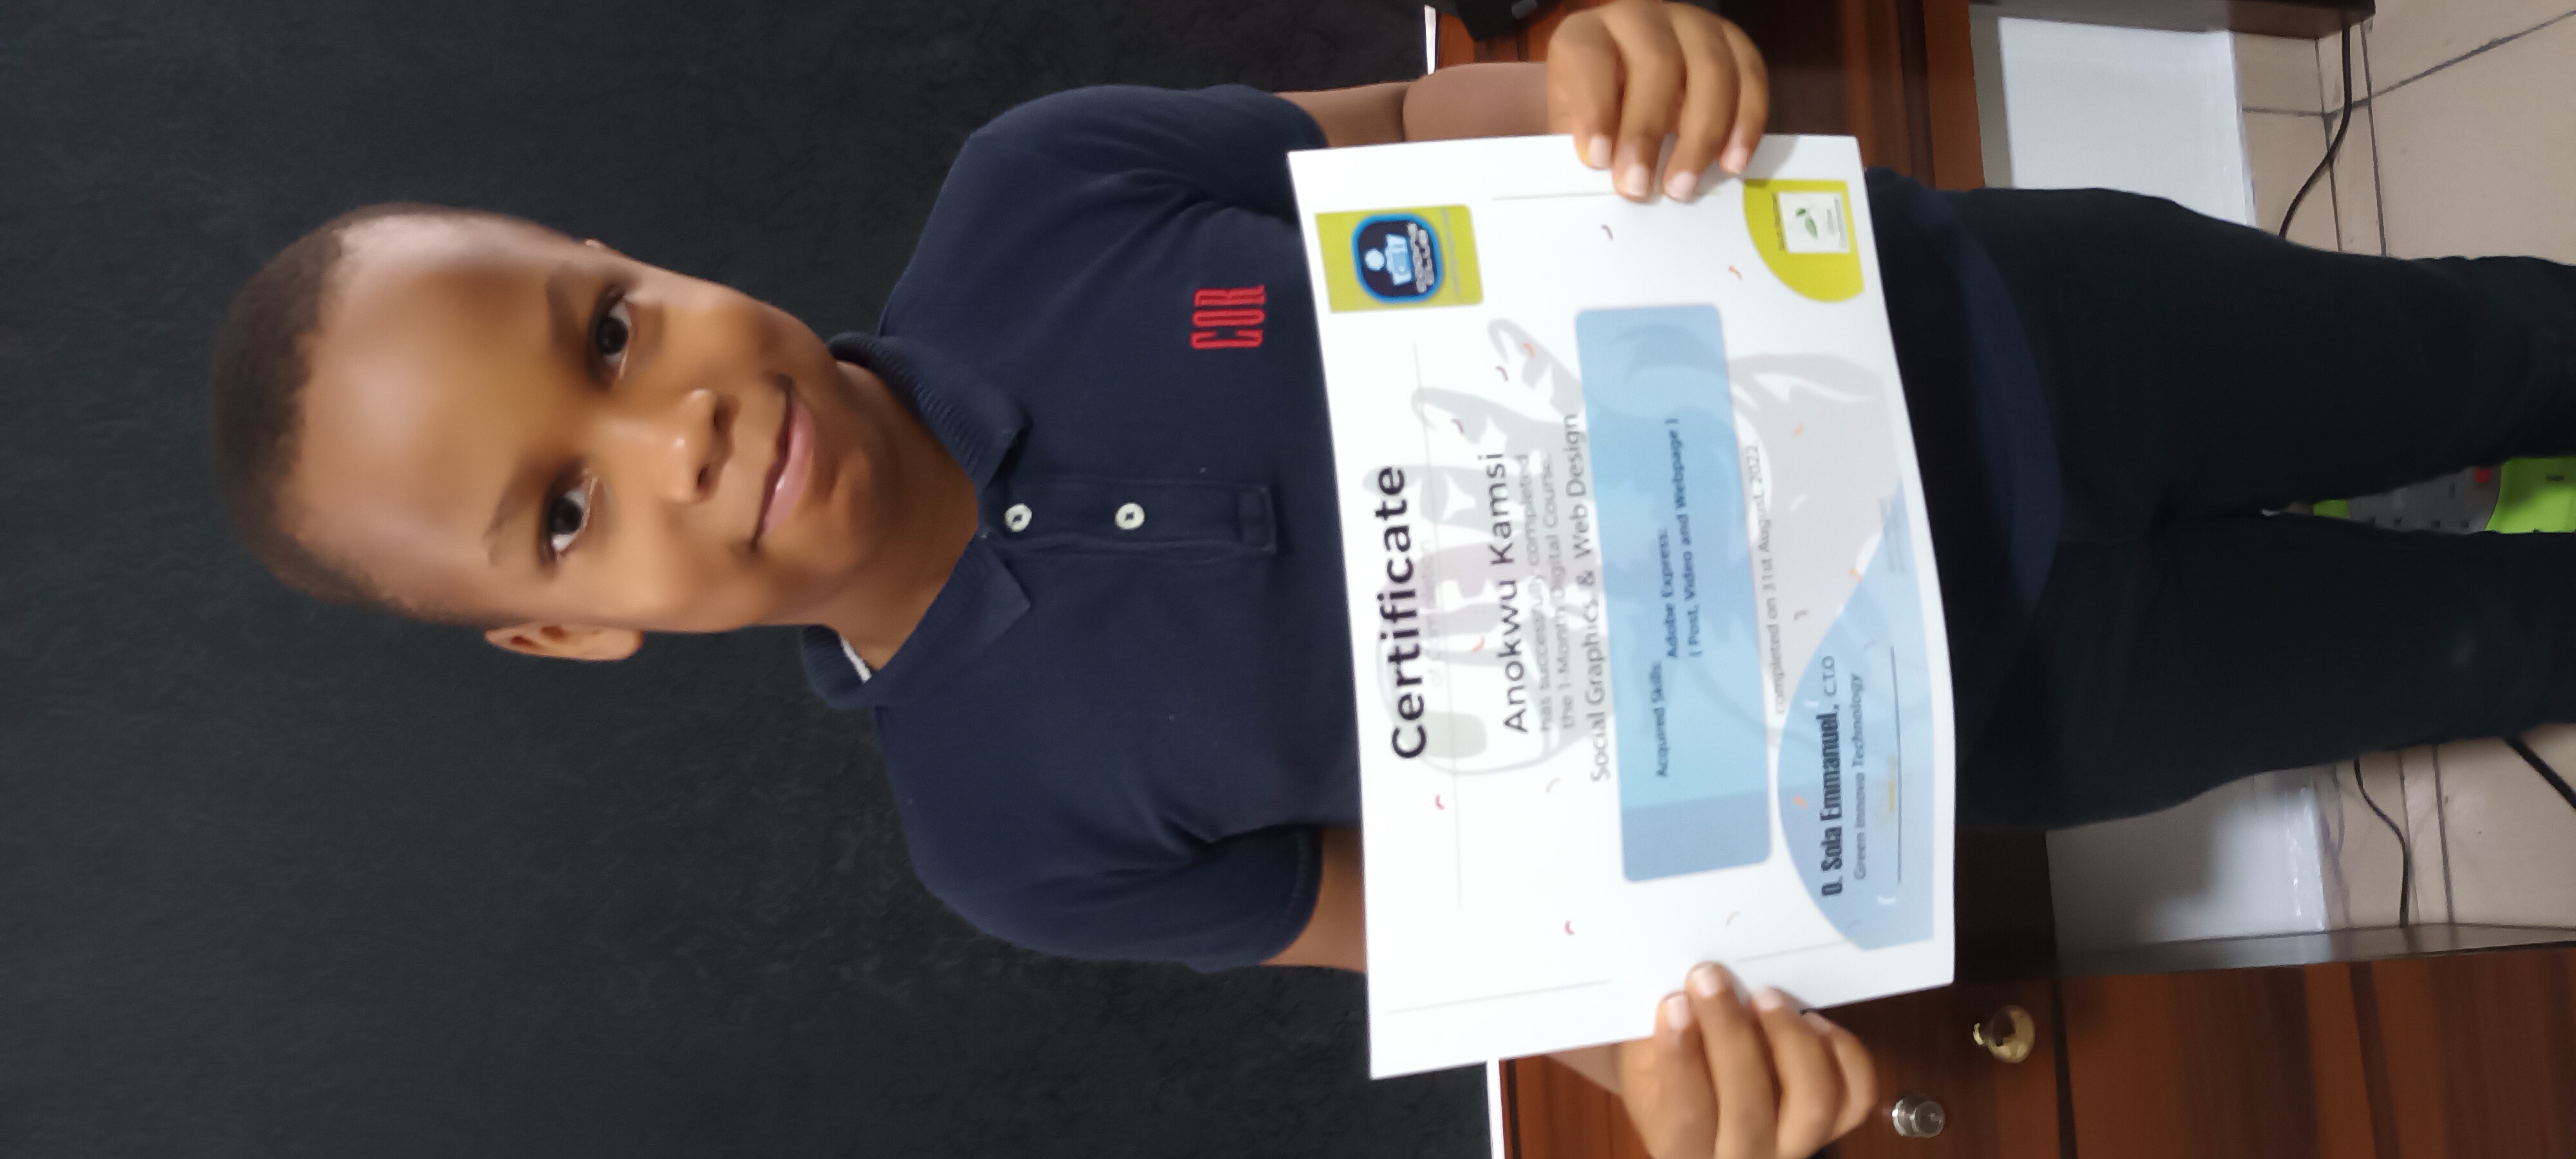 COR
Certificate
of Completion
CODING
CLUB
Anokwu Kamsi
has successfully completed
the 1-Month Digital Course.
Social Graphics & Web Design
Acquired Skills:
Adobe Express:
( Post, Video and Webpage )
completed on 31st August, 2022
O. Sola Emmanuel, C.T.O
Green Innova Technology
Tech Partner